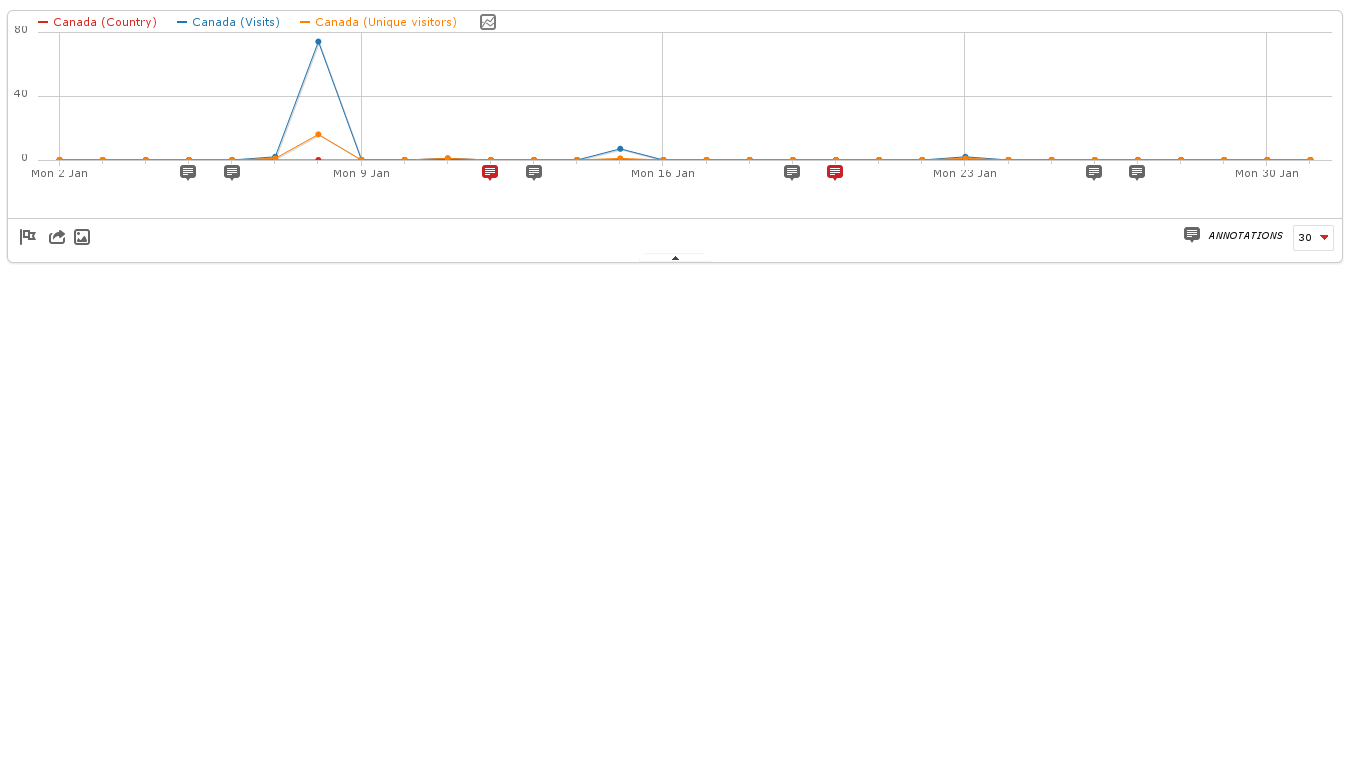 Canada (Country) Canada (Visits) Canada (Unique visitors)
80
40
0
Mon 2 Jan Mon 9 Jan Mon 16 Jan Mon 23 Jan Mon 30 Jan
ANNOTATIONS 30